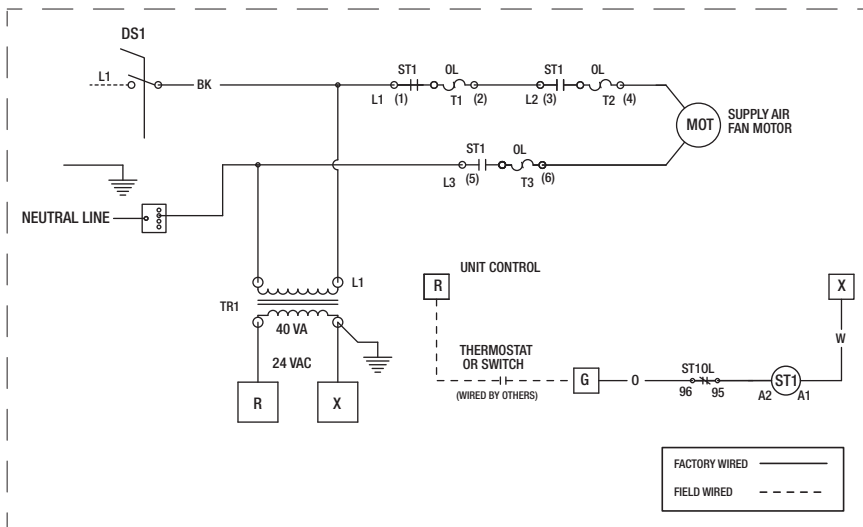 DS1
L1
BK
ST1
OL
ST1
OL
L1 (1)
T1 (2)
L2 (3)
T2 (4)
MOT
SUPPLY AIR
FAN MOTOR
ST1
OL
L3 (5)
T3 (6)
NEUTRAL LINE
L1
TR1
40 VA
24 VAC
R
X
R
UNIT CONTROL
THERMOSTAT
OR SWITCH
(WIRED BY OTHERS)
G
O
ST1OL
96 95
A2
ST1
A1
W
X
FACTORY WIRED
FIELD WIRED